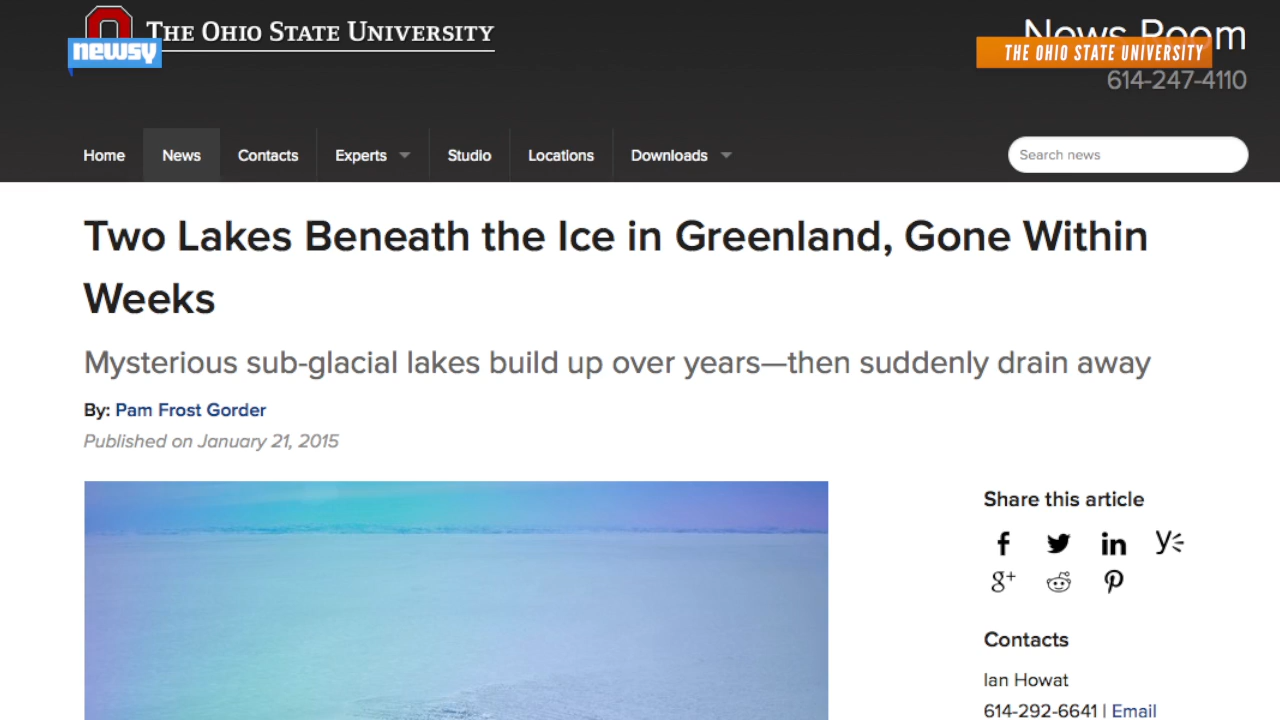 THE OHIO STATE UNIVERSITY
newsy
News Room
THE OHIO STATE UNIVERSITY
614-247-4110
Home News Contacts Experts Studio Locations Downloads
Search news
Two Lakes Beneath the Ice in Greenland, Gone Within
Weeks
Mysterious sub-glacial lakes build up over years—then suddenly drain away
By: Pam Frost Gorder
Published on January 21, 2015
Share this article
f in y
g+
Contacts
Ian Howat
614-292-6641 | Email